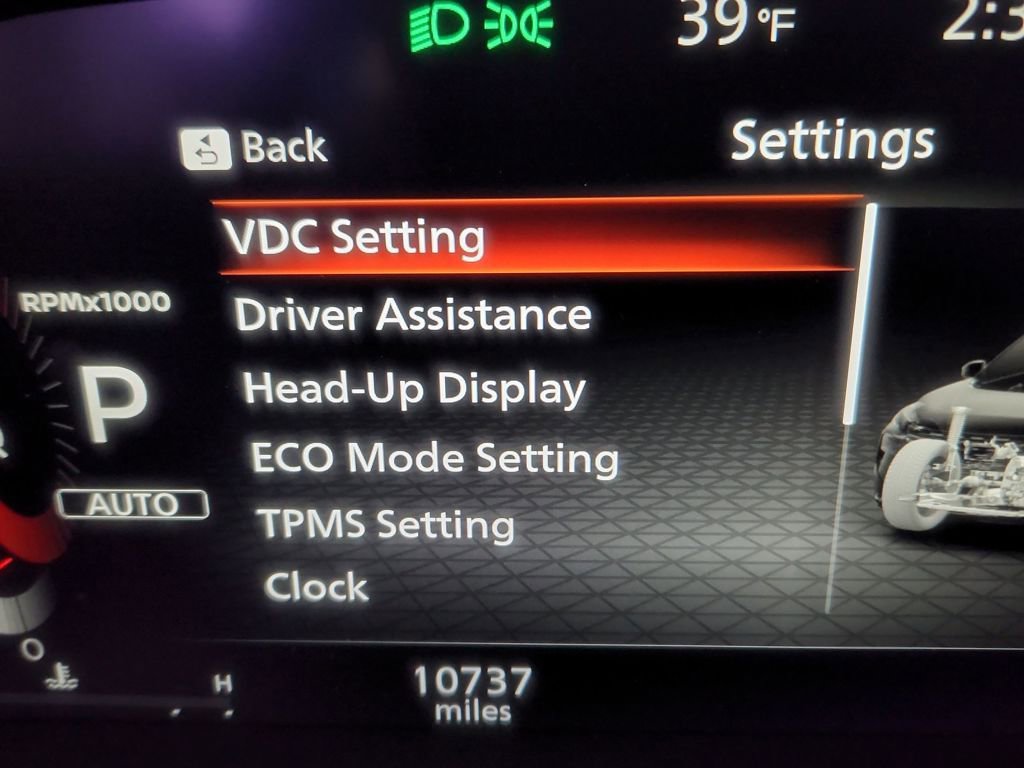 39 °F
Back
Settings
VDC Setting
RPMx1000
Driver Assistance
Head-Up Display
P
ECO Mode Setting
AUTO
TPMS Setting
Clock
0
H
10737
miles